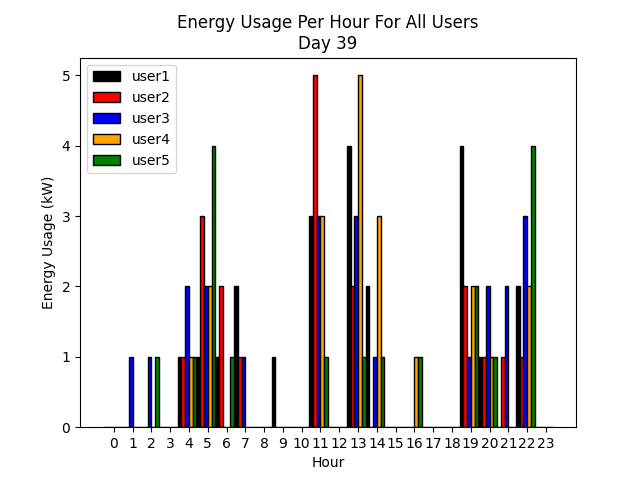 Energy Usage Per Hour For All Users
Day 39
user1
user2
user3
user4
user5
Energy Usage (kW)
5
4
3
2
1
0
0 1 2 3 4 5 6 7 8 9 10 11 12 13 14 15 16 17 18 19 20 21 22 23
Hour